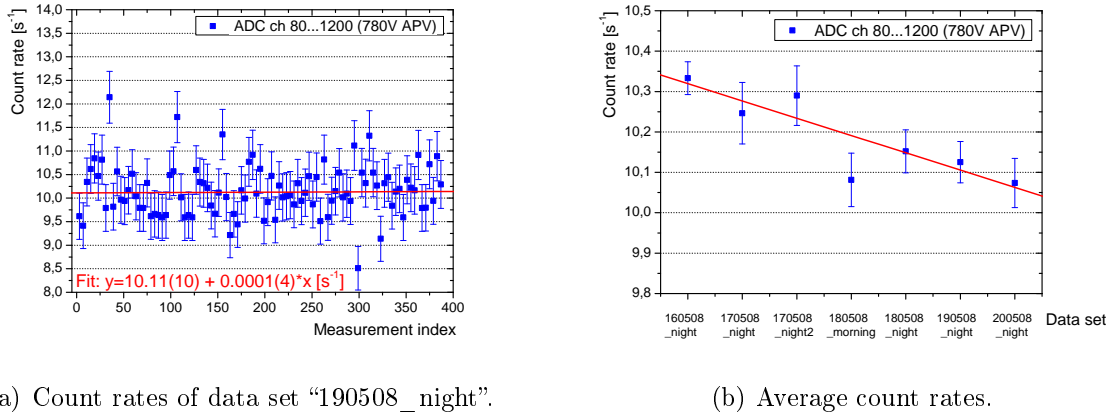 ADC ch 80...1200 (780V APV)
Count rate [s⁻¹]
14,0
13,5
13,0
12,5
12,0
11,5
11,0
10,5
10,0
9,5
9,0
8,5
8,0
Fit: y=10.11(10) + 0.0001(4)*x [s⁻¹]
0 50 100 150 200 250 300 350 400
Measurement index
a) Count rates of data set “190508_night”.
ADC ch 80...1200 (780V APV)
Count rate [s⁻¹]
10,5
10,4
10,3
10,2
10,1
10,0
9,9
9,8
160508 170508 170508 180508 180508 190508 200508
_night _night _night2 _morning _night _night _night
Data set
(b) Average count rates.